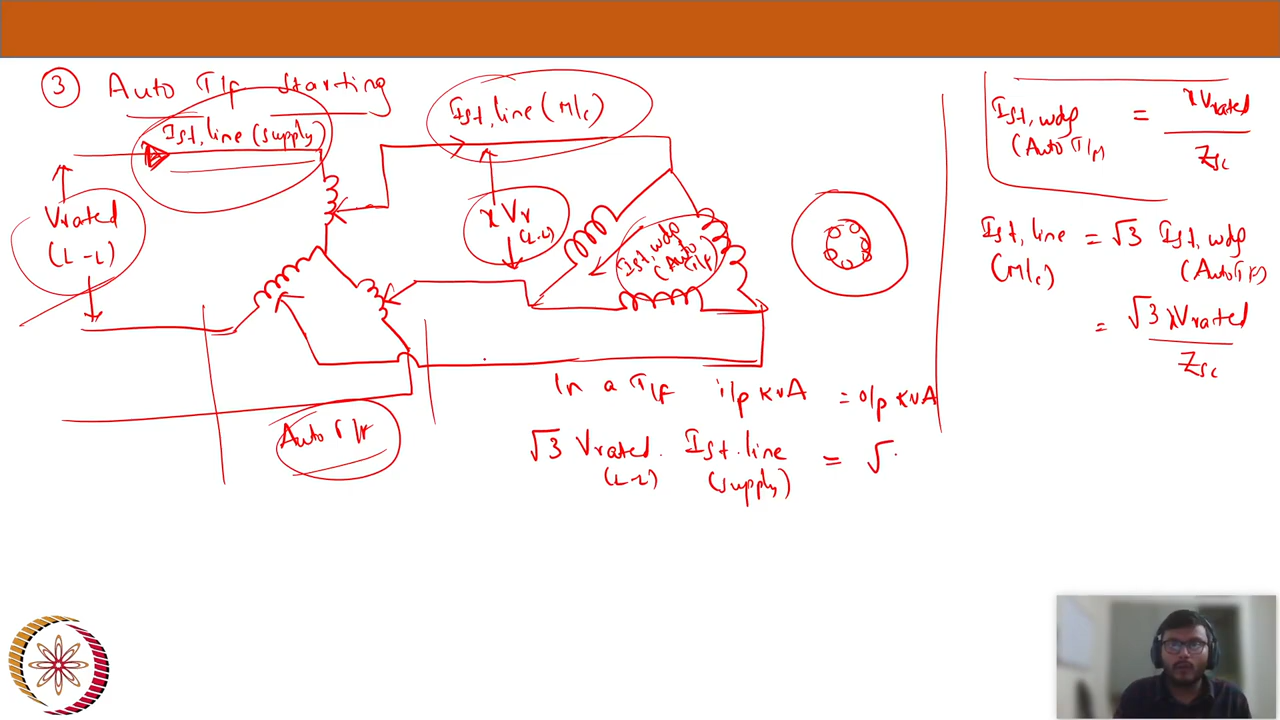 ③ Auto T/f Starting
Ist,line (supply)
Ist,line (M/c)
Vrated
(L-L)
xVr
(L-L)
Ist,wdg
(Auto
T/f)
Auto T/f
In a T/f i/p KVA = o/p KVA
√3 Vrated. Ist.line = √
(L-L) (supply)
Ist,wdg = xVrated
(Auto T/f) Zsc
Ist,line = √3 Ist,wdg
(M/c) (Auto T/f)
= √3 xVrated
Zsc